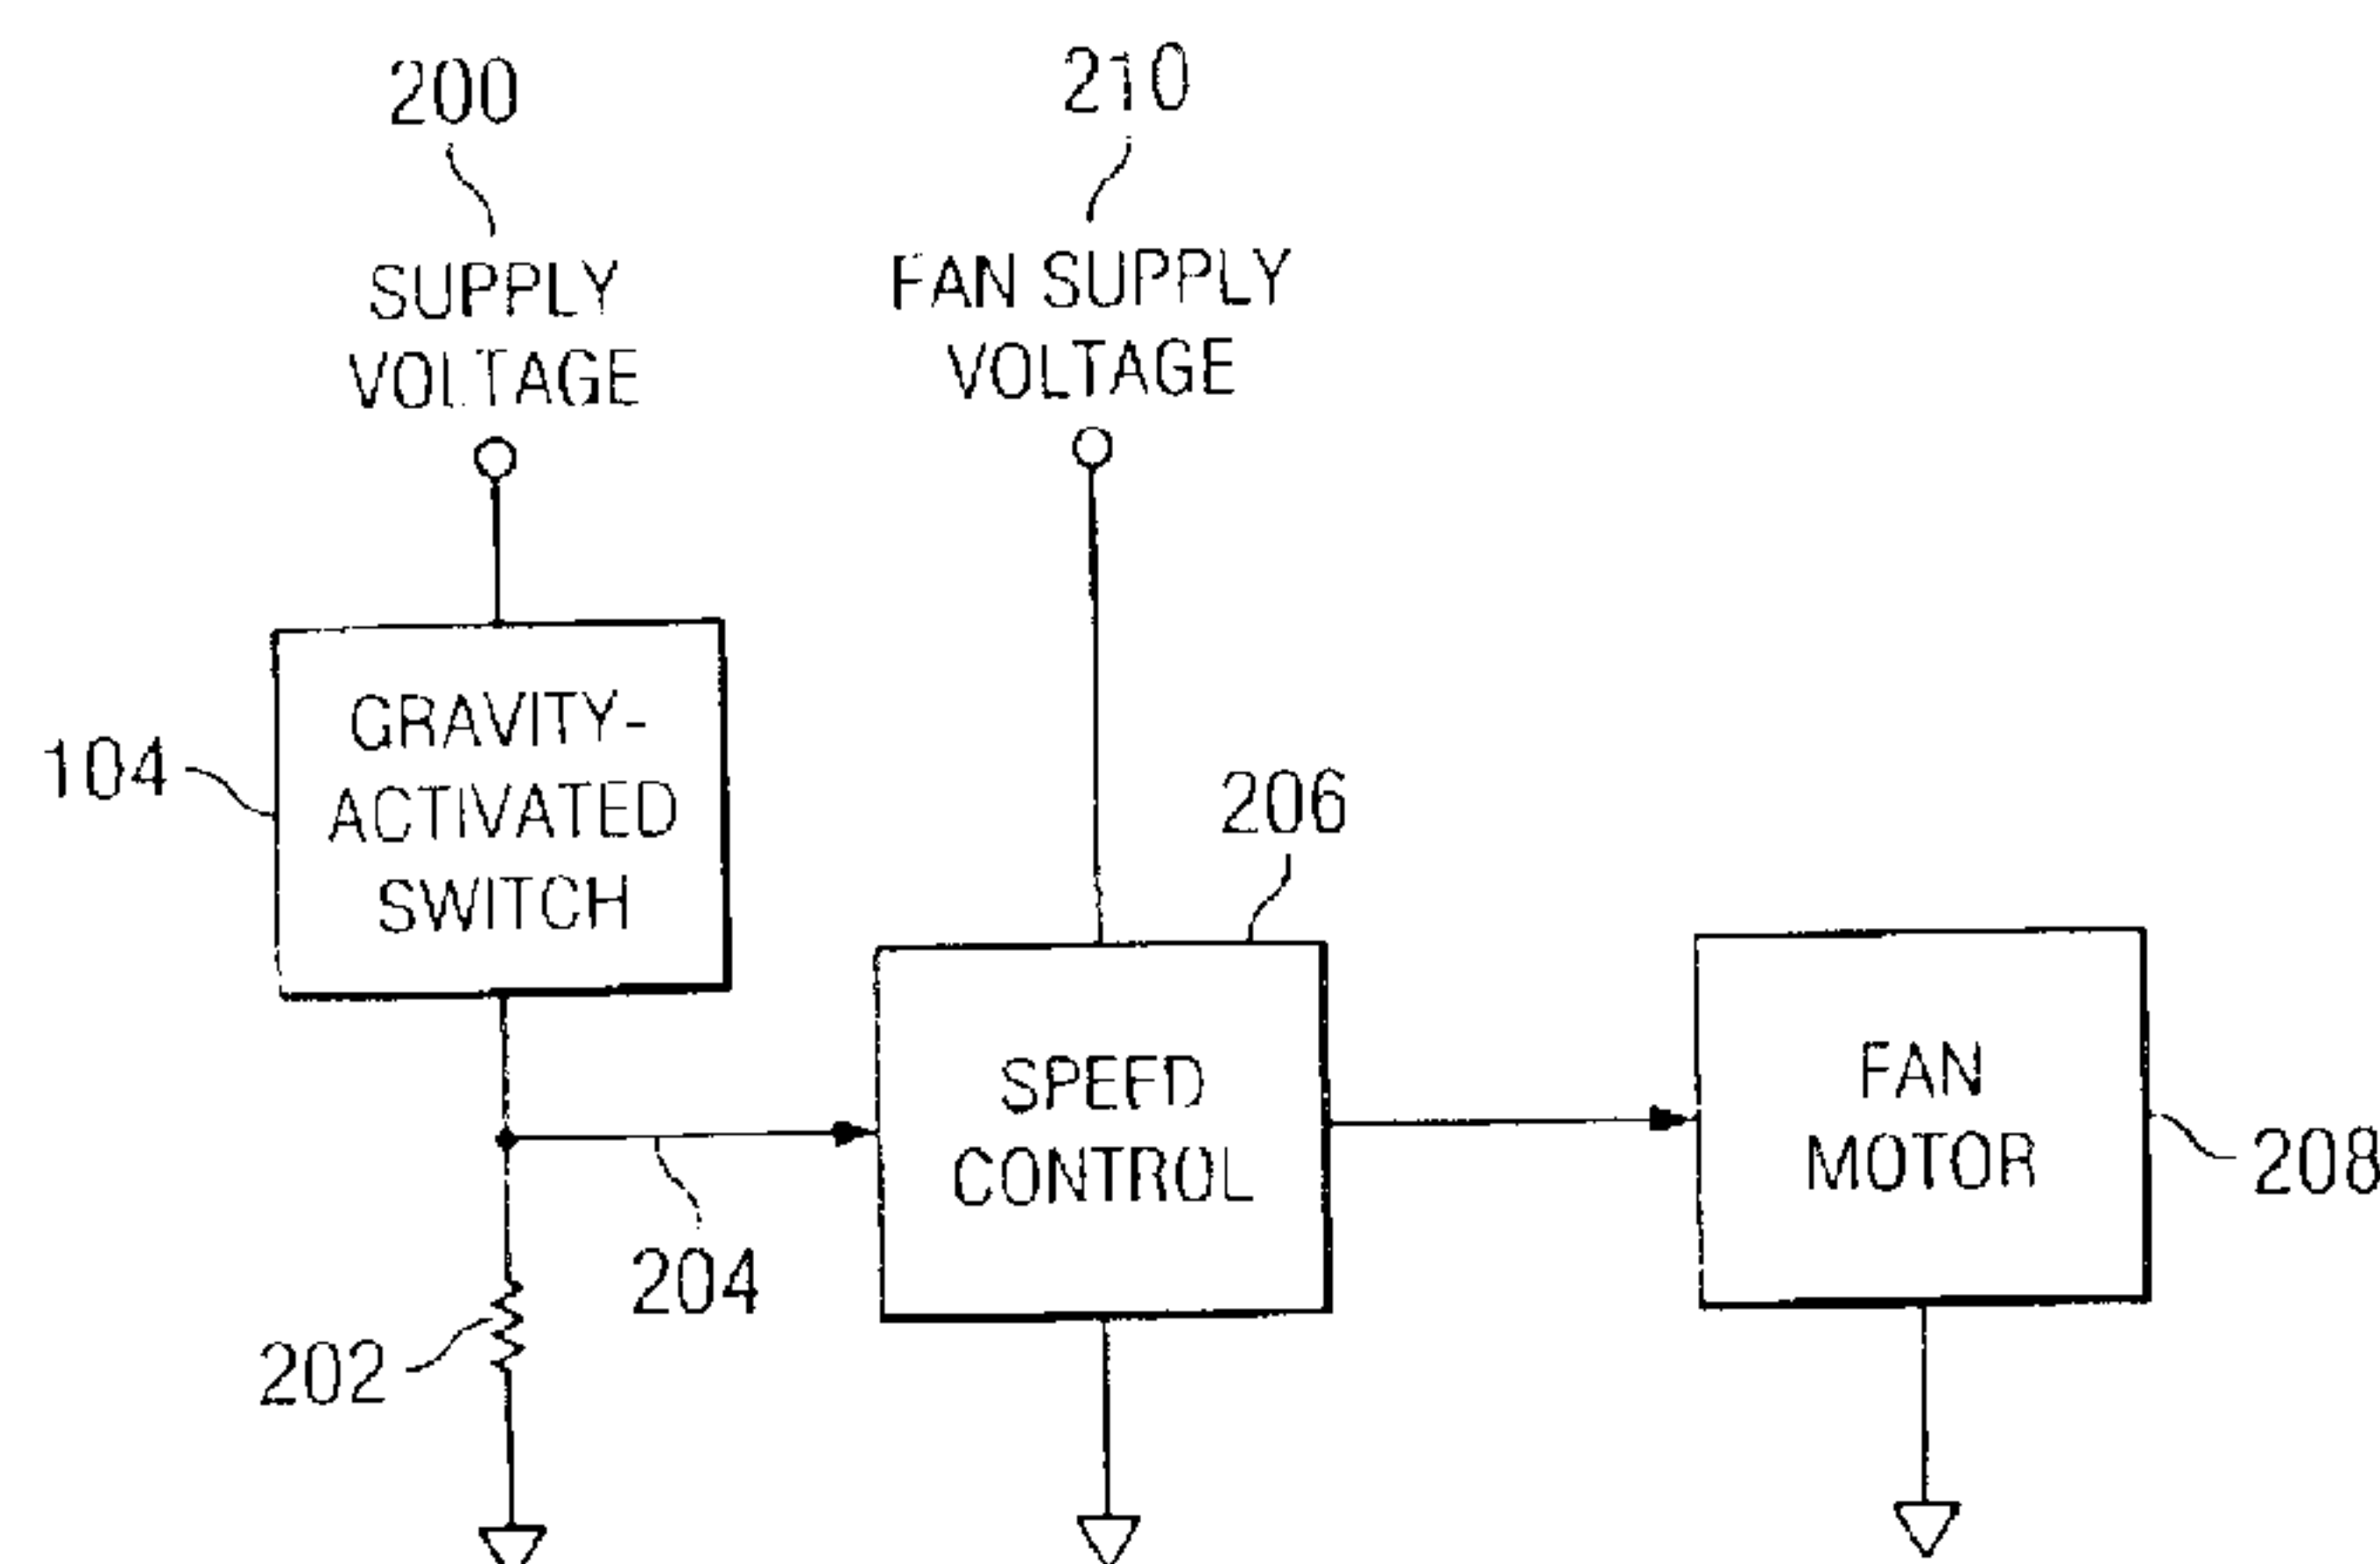 200
SUPPLY
VOLTAGE
210
FAN SUPPLY
VOLTAGE
104
GRAVITY-
ACTIVATED
SWITCH
206
SPEED
CONTROL
FAN
MOTOR
208
204
202